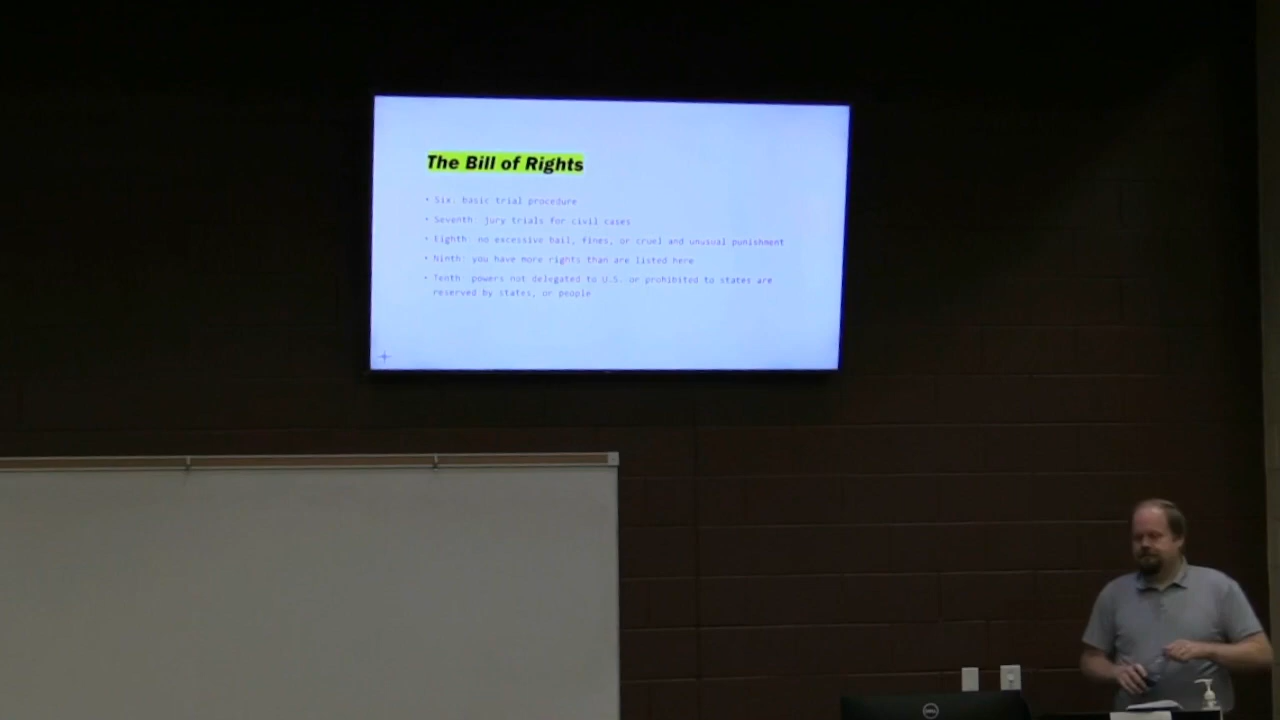 The Bill of Rights
• Six: basic trial procedure
• Seventh: jury trials for civil cases
• Eighth: no excessive bail, fines, or cruel and unusual punishment
• Ninth: you have more rights than are listed here
• Tenth: powers not delegated to U.S. or prohibited to states are
reserved by states, or people
DELL